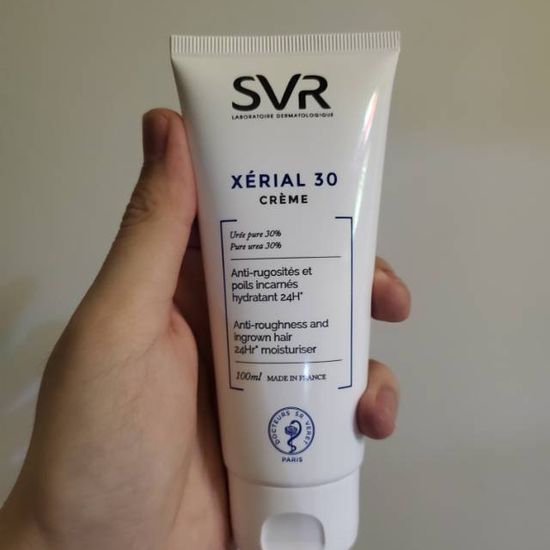 SVR
LABORATOIRE DERMATOLOGIQUE
XÉRIAL 30
CRÈME
Urée pure 30%
Pure urea 30%
Anti-rugosités et
poils incarnés
hydratant 24H*
Anti-roughness and
ingrown hair
24Hr* moisturiser
100ml MADE IN FRANCE
DOCTEURS SR VERET
PARIS